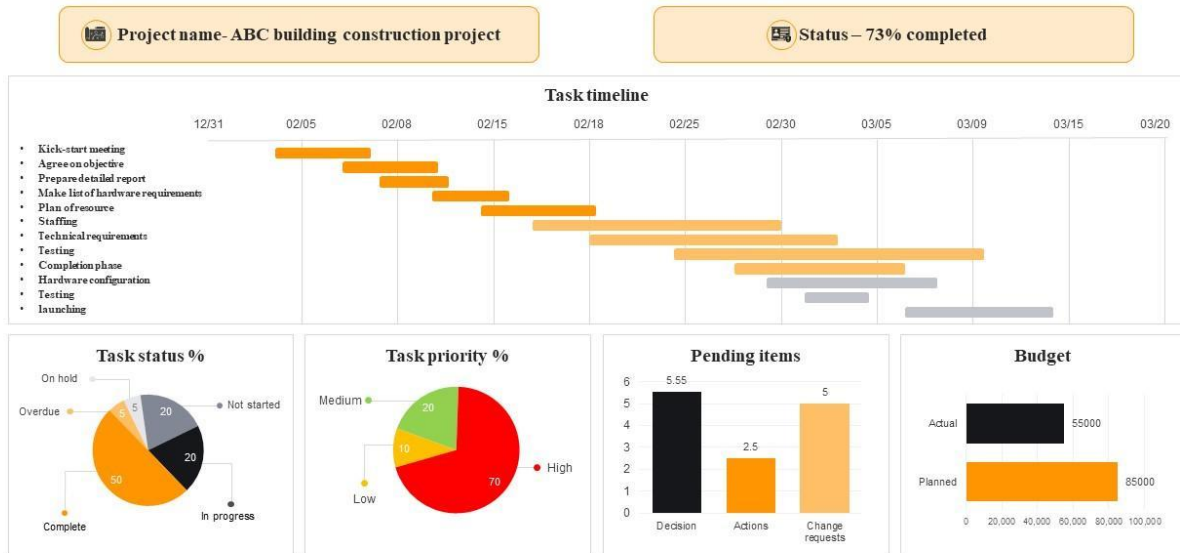 Project name- ABC building construction project
Status – 73% completed
Task timeline
12/31 02/05 02/08 02/15 02/18 02/25 02/30 03/05 03/09 03/15 03/20
• Kick-start meeting
• Agree on objective
• Prepare detailed report
• Make list of hardware requirements
• Plan of resource
• Staffing
• Technical requirements
• Testing
• Completion phase
• Hardware configuration
• Testing
• launching
Task status %
On hold
Overdue
Not started
5
5
20
20
50
Complete
In progress
Task priority %
Medium
20
10
70
High
Low
Pending items
6
5
4
3
2
1
0
5.55
2.5
5
Decision
Actions
Change requests
Budget
Actual
55000
Planned
85000
0 20,000 40,000 60,000 80,000 100,000